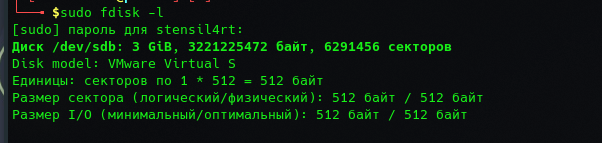 $sudo fdisk -l
[sudo] пароль для stensil4rt:
Диск /dev/sdb: 3 GiB, 3221225472 байт, 6291456 секторов
Disk model: VMware Virtual S
Единицы: секторов по 1 * 512 = 512 байт
Размер сектора (логический/физический): 512 байт / 512 байт
Размер I/O (минимальный/оптимальный): 512 байт / 512 байт